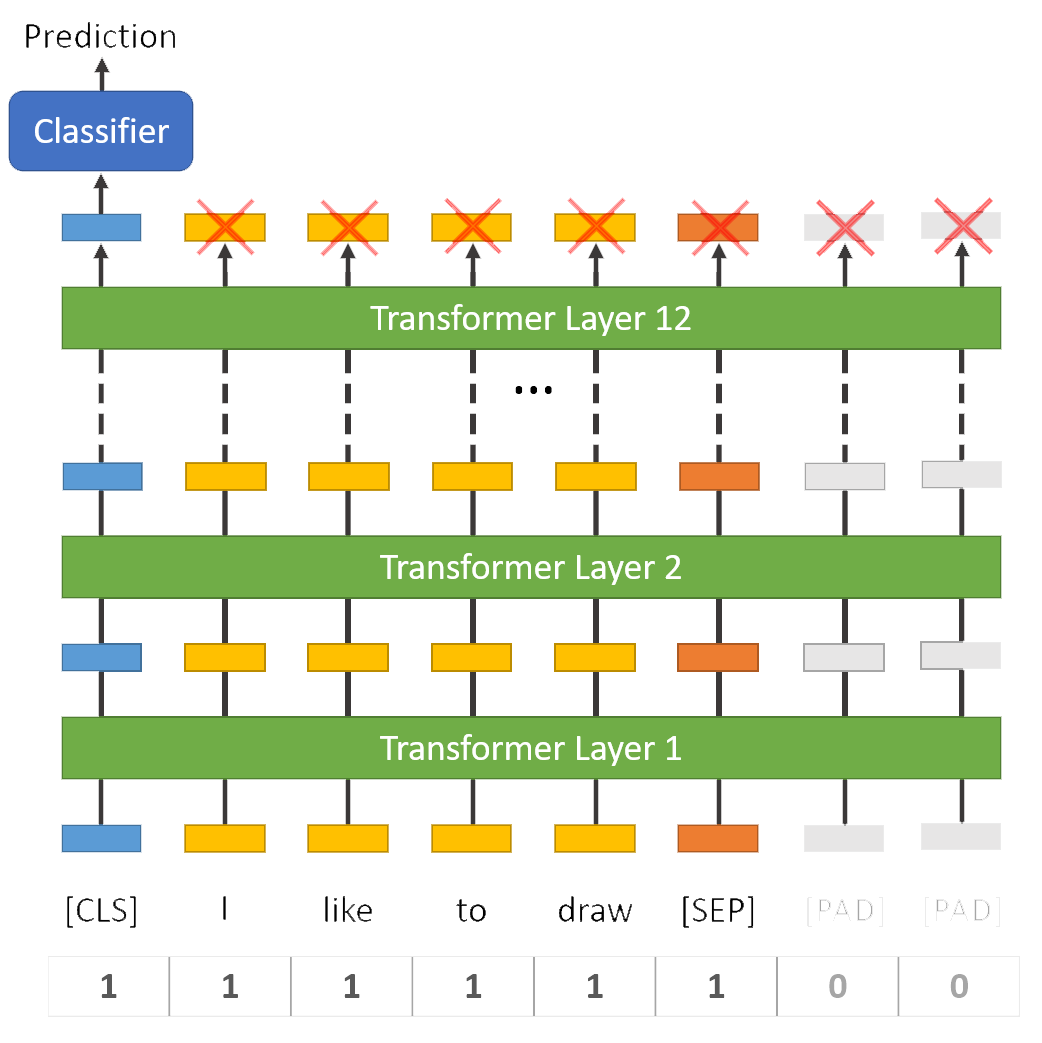 Prediction
Classifier
Transformer Layer 12
...
Transformer Layer 2
Transformer Layer 1
[CLS] I like to draw [SEP] [PAD] [PAD]
1 1 1 1 1 1 0 0